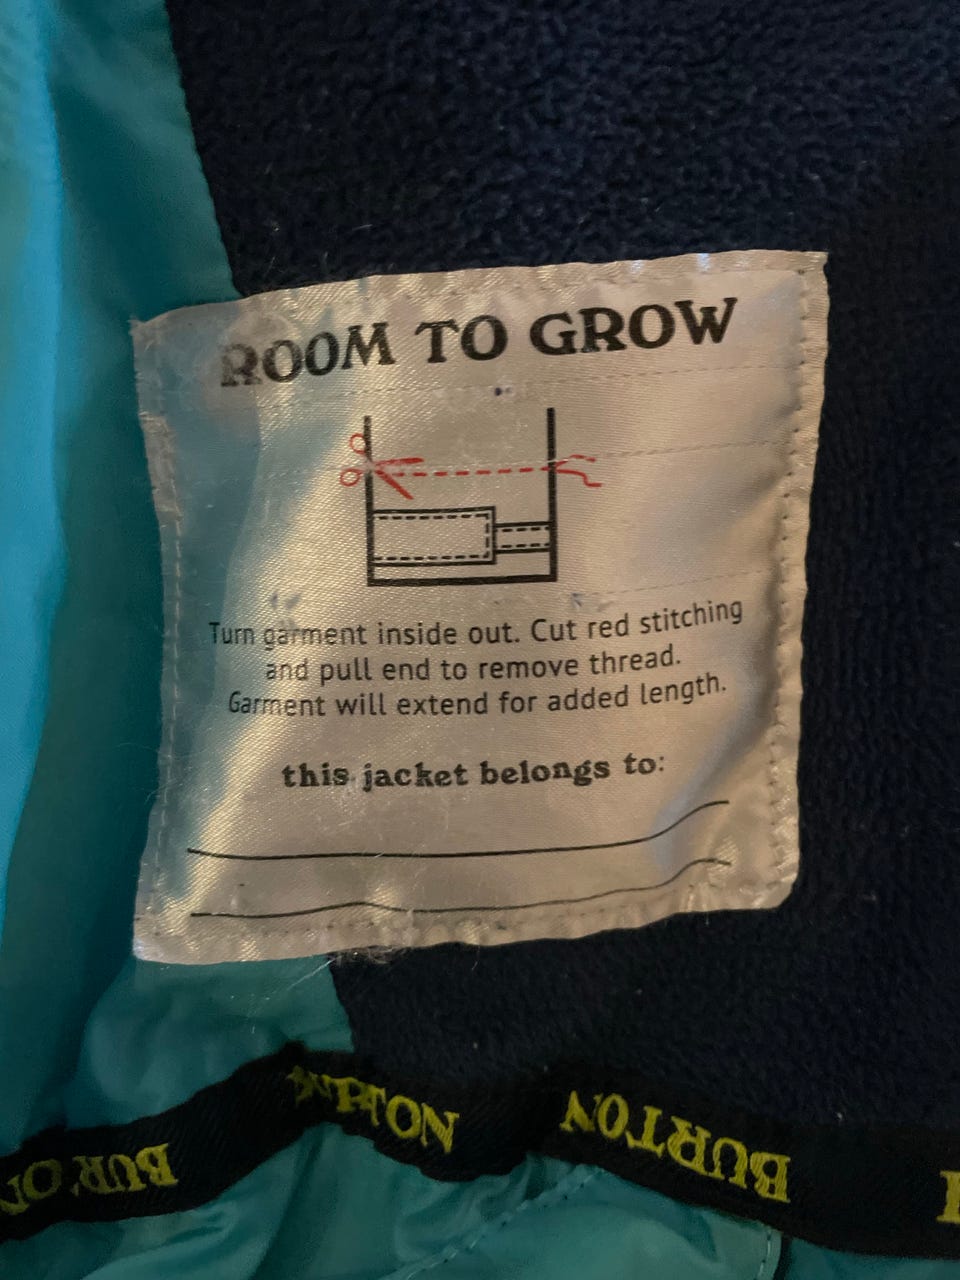 ROOM TO GROW
Turn garment inside out. Cut red stitching
and pull end to remove thread.
Garment will extend for added length.
this jacket belongs to:
BURTON
BURTON